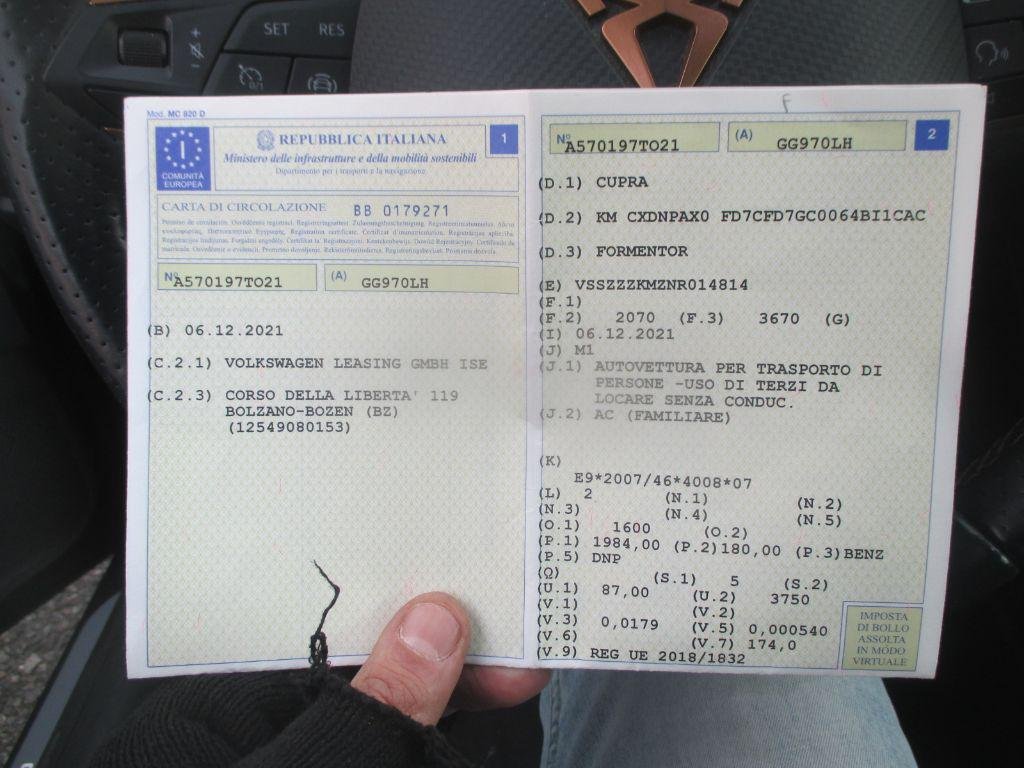 SET RES
Mod. MC 820 D
COMUNITÀ
EUROPEA
REPUBBLICA ITALIANA
Ministero delle infrastrutture e della mobilità sostenibili
Dipartimento per i trasporti e la navigazione
1
CARTA DI CIRCOLAZIONE BB 0179271
N° A570197TO21 (A) GG970LH
(B) 06.12.2021
(C.2.1) VOLKSWAGEN LEASING GMBH ISE
(C.2.3) CORSO DELLA LIBERTA' 119
BOLZANO-BOZEN (BZ)
(12549080153)
F
N° A570197TO21 (A) GG970LH 2
(D.1) CUPRA
(D.2) KM CXDNPAX0 FD7CFD7GC0064BI1CAC
(D.3) FORMENTOR
(E) VSSZZZKMZNR014814
(F.1)
(F.2) 2070 (F.3) 3670 (G)
(I) 06.12.2021
(J) M1
(J.1) AUTOVETTURA PER TRASPORTO DI
PERSONE -USO DI TERZI DA
LOCARE SENZA CONDUC.
(J.2) AC (FAMILIARE)
(K)
E9*2007/46*4008*07
(L) 2 (N.1) (N.2)
(N.3) (N.4) (N.5)
(O.1) 1600 (O.2)
(P.1) 1984,00 (P.2) 180,00 (P.3) BENZ
(P.5) DNP
(Q) (S.1) 5 (S.2)
(U.1) 87,00 (U.2) 3750
(V.1) (V.2)
(V.3) 0,0179 (V.5) 0,000540
(V.6) (V.7) 174,0
(V.9) REG UE 2018/1832
IMPOSTA
DI BOLLO
ASSOLTA
IN MODO
VIRTUALE